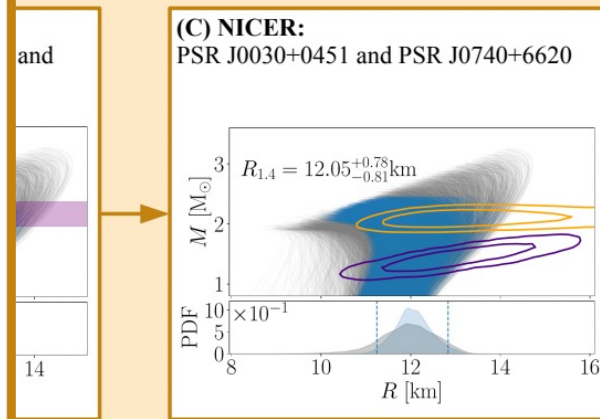 and
(C) NICER:
PSR J0030+0451 and PSR J0740+6620
R₁.₄ = 12.05⁺⁰·⁷⁸₋₀.₈₁km
M [M⊙]
3
2
1
PDF
×10⁻¹
10
5
0
14
8
10
12
14
16
R [km]